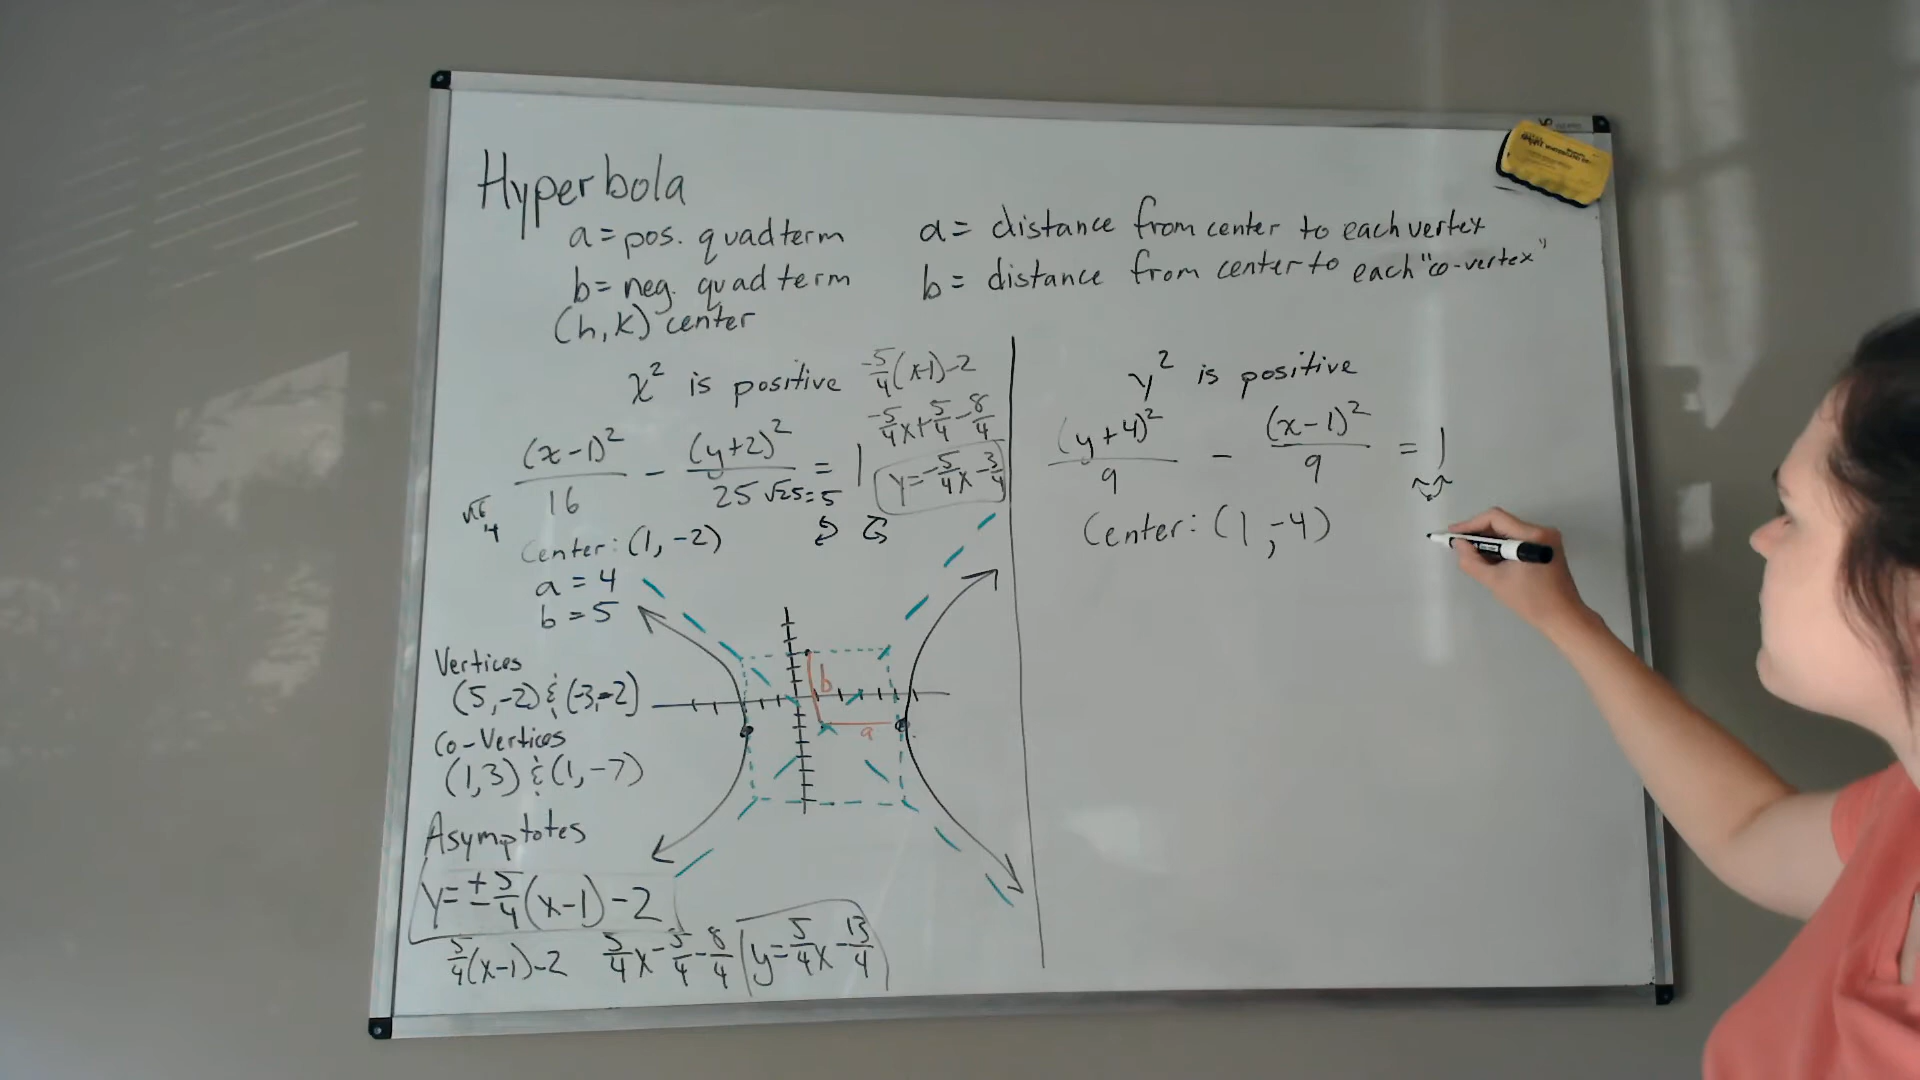 Hyperbola
a = pos. quad term
b = neg. quad term
(h, k) center
a = distance from center to each vertex
b = distance from center to each "co-vertex"
x² is positive
-5/4(x-1)-2
-5/4x+5/4-8/4
y=-5/4x-3/4
(x-1)²/16 - (y+2)²/25 = 1
√25=5
√16
4
Center: (1, -2)
a = 4
b = 5
Vertices
(5,-2) & (-3,-2)
Co-Vertices
(1,3) & (1,-7)
b
a
Asymptotes
y=±5/4(x-1)-2
5/4(x-1)-2
5/4x-5/4-8/4
y=5/4x-13/4
y² is positive
(y+4)²/9 - (x-1)²/9 = 1
Center: (1, -4)